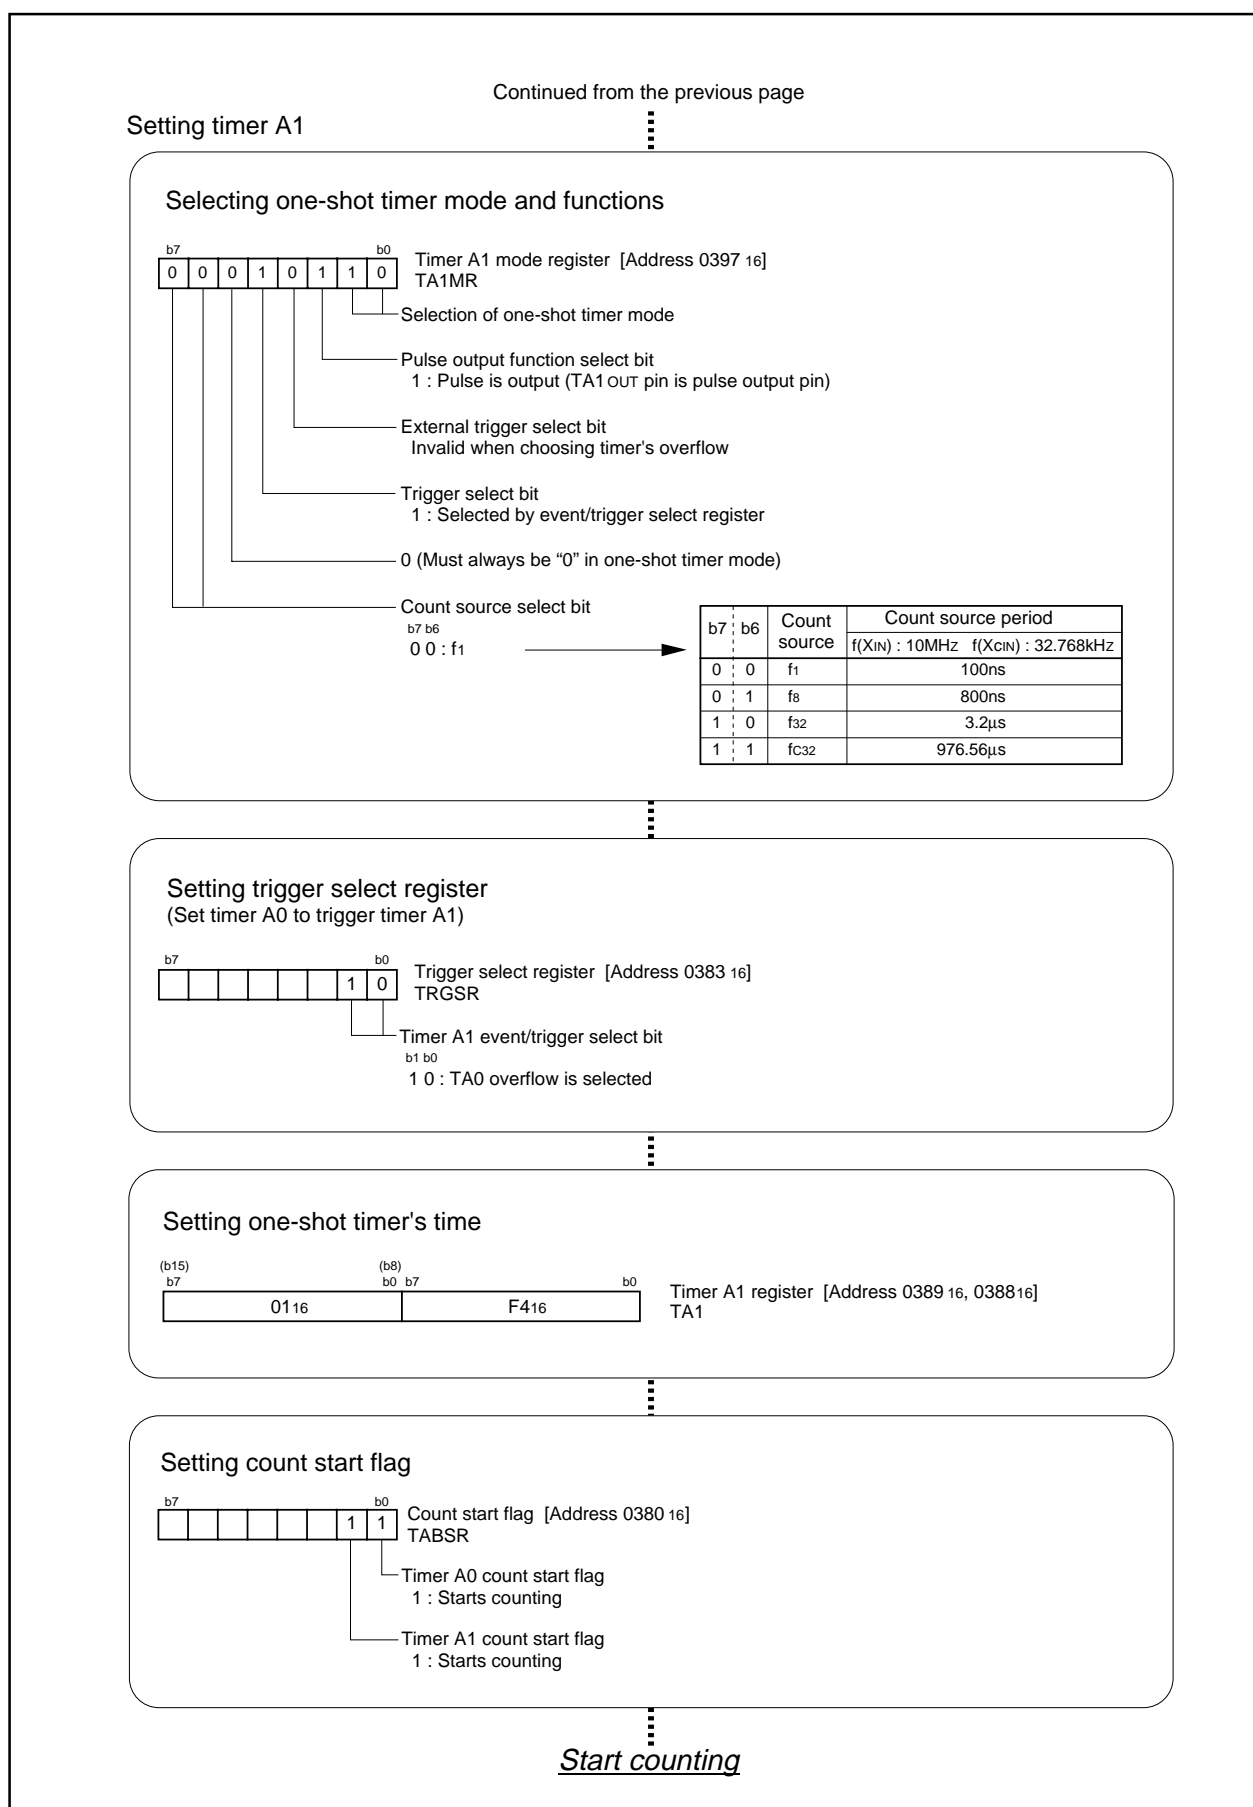 Continued from the previous page
Setting timer A1
Selecting one-shot timer mode and functions
b7 b0
0 0 0 1 0 1 1 0
Timer A1 mode register [Address 0397 16]
TA1MR
Selection of one-shot timer mode
Pulse output function select bit
1 : Pulse is output (TA1OUT pin is pulse output pin)
External trigger select bit
Invalid when choosing timer's overflow
Trigger select bit
1 : Selected by event/trigger select register
0 (Must always be “0” in one-shot timer mode)
Count source select bit
b7 b6
0 0 : f1
b7 b6 Count source Count source period
f(XIN) : 10MHz f(XCIN) : 32.768kHz
0 0 f1 100ns
0 1 f8 800ns
1 0 f32 3.2μs
1 1 fC32 976.56μs
Setting trigger select register
(Set timer A0 to trigger timer A1)
b7 b0
1 0
Trigger select register [Address 0383 16]
TRGSR
Timer A1 event/trigger select bit
b1 b0
1 0 : TA0 overflow is selected
Setting one-shot timer's time
(b15) (b8)
b7 b0 b7 b0
0116 F416
Timer A1 register [Address 0389 16, 038816]
TA1
Setting count start flag
b7 b0
1 1
Count start flag [Address 0380 16]
TABSR
Timer A0 count start flag
1 : Starts counting
Timer A1 count start flag
1 : Starts counting
Start counting